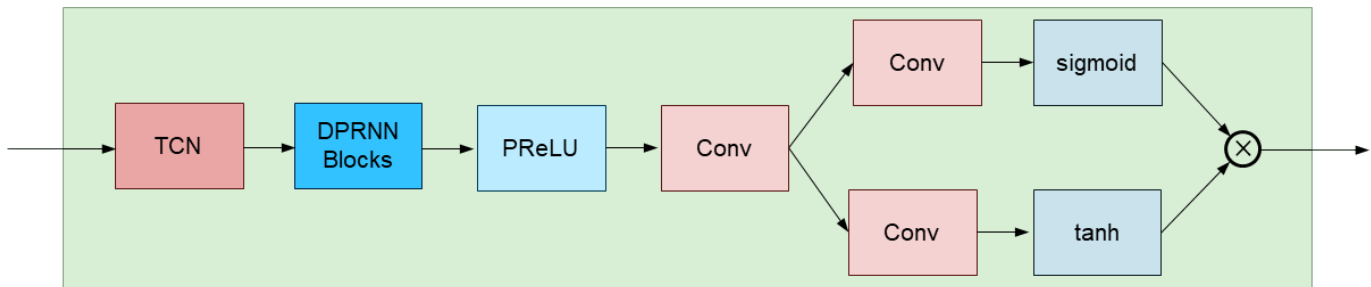 TCN
DPRNN
Blocks
PReLU
Conv
Conv
sigmoid
Conv
tanh